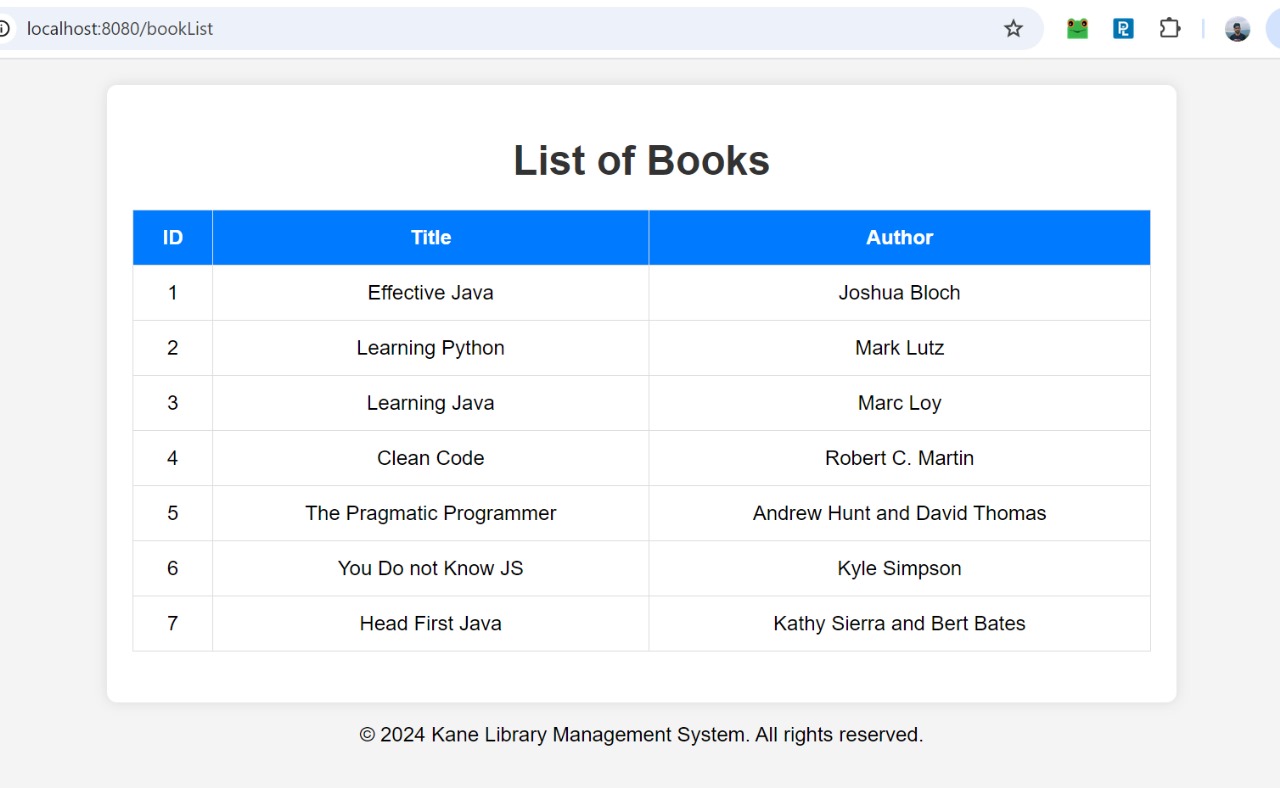 localhost:8080/bookList
List of Books
ID Title Author
1 Effective Java Joshua Bloch
2 Learning Python Mark Lutz
3 Learning Java Marc Loy
4 Clean Code Robert C. Martin
5 The Pragmatic Programmer Andrew Hunt and David Thomas
6 You Do not Know JS Kyle Simpson
7 Head First Java Kathy Sierra and Bert Bates
© 2024 Kane Library Management System. All rights reserved.